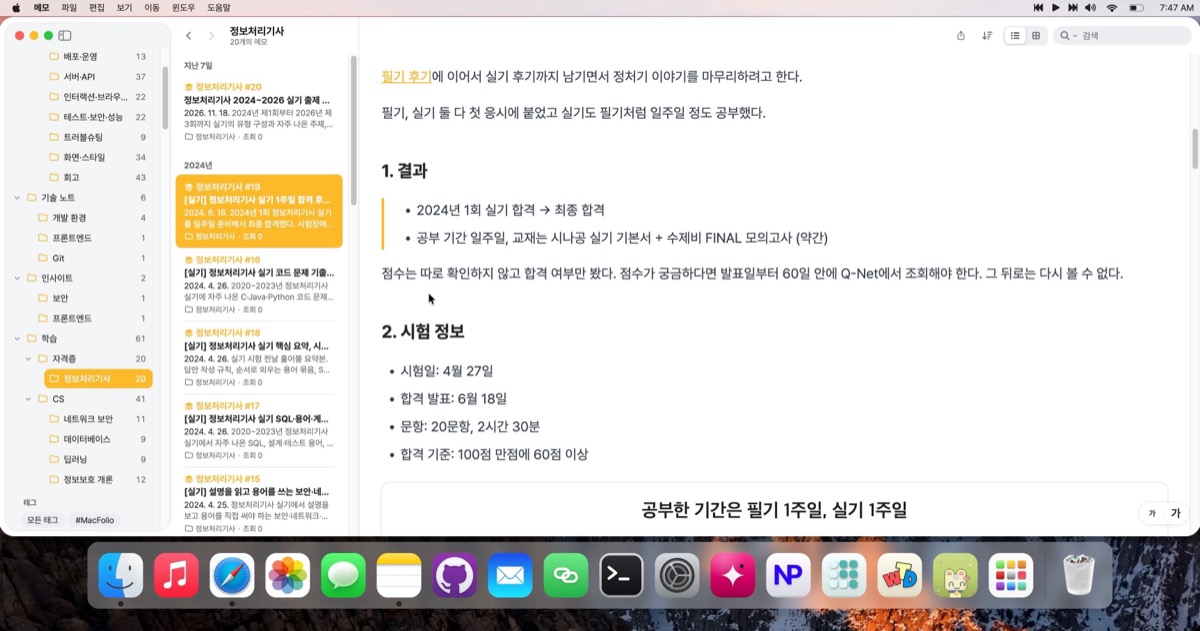 메모 파일 편집 보기 이동 윈도우 도움말
7:47 AM
배포·운영 13
서버·API 37
인터랙션·브라우... 22
테스트·보안·성능 22
트러블슈팅 9
화면·스타일 34
회고 43
기술 노트 6
개발 환경 4
프론트엔드 1
Git 1
인사이트 2
보안 1
프론트엔드 1
학습 61
자격증 20
정보처리기사 20
CS 41
네트워크 보안 11
데이터베이스 9
딥러닝 9
정보보호 개론 12
태그
모든 태그 #MacFolio
정보처리기사
20개의 메모
지난 7일
정보처리기사 #20
정보처리기사 2024~2026 실기 출제 ...
2026. 11. 18. 2024년 제1회부터 2026년 제
3회까지 실기의 유형 구성과 자주 나온 주제,...
정보처리기사 · 조회 0
2024년
정보처리기사 #19
[실기] 정보처리기사 실기 1주일 합격 후...
2024. 6. 18. 2024년 1회 정보처리기사 실기
를 일주일 준비해서 최종 합격했다. 시험장에...
정보처리기사 · 조회 0
정보처리기사 #16
[실기] 정보처리기사 실기 코드 문제 기출...
2024. 4. 26. 2020~2023년 정보처리기사
실기에 자주 나온 C·Java·Python 코드 문제...
정보처리기사 · 조회 0
정보처리기사 #18
[실기] 정보처리기사 실기 핵심 요약, 시...
2024. 4. 26. 실기 시험 전날 훑어볼 요약본.
답안 작성 규칙, 순서로 외우는 용어 묶음, S...
정보처리기사 · 조회 0
정보처리기사 #17
[실기] 정보처리기사 실기 SQL·용어·계...
2024. 4. 26. 2020~2023년 정보처리기사
실기에서 자주 나온 SQL, 설계·테스트 용어, ...
정보처리기사 · 조회 0
정보처리기사 #15
[실기] 설명을 읽고 용어를 쓰는 보안·네...
2024. 4. 25. 정보처리기사 실기에서 설명을
보고 용어를 직접 써야 하는 보안·네트워크·...
정보처리기사 · 조회 0
검색
필기 후기에 이어서 실기 후기까지 남기면서 정처기 이야기를 마무리하려고 한다.
필기, 실기 둘 다 첫 응시에 붙었고 실기도 필기처럼 일주일 정도 공부했다.
1. 결과
• 2024년 1회 실기 합격 → 최종 합격
• 공부 기간 일주일, 교재는 시나공 실기 기본서 + 수제비 FINAL 모의고사 (약간)
점수는 따로 확인하지 않고 합격 여부만 봤다. 점수가 궁금하다면 발표일부터 60일 안에 Q-Net에서 조회해야 한다. 그 뒤로는 다시 볼 수 없다.
2. 시험 정보
• 시험일: 4월 27일
• 합격 발표: 6월 18일
• 문항: 20문항, 2시간 30분
• 합격 기준: 100점 만점에 60점 이상
공부한 기간은 필기 1주일, 실기 1주일
가 가
NP
WTD